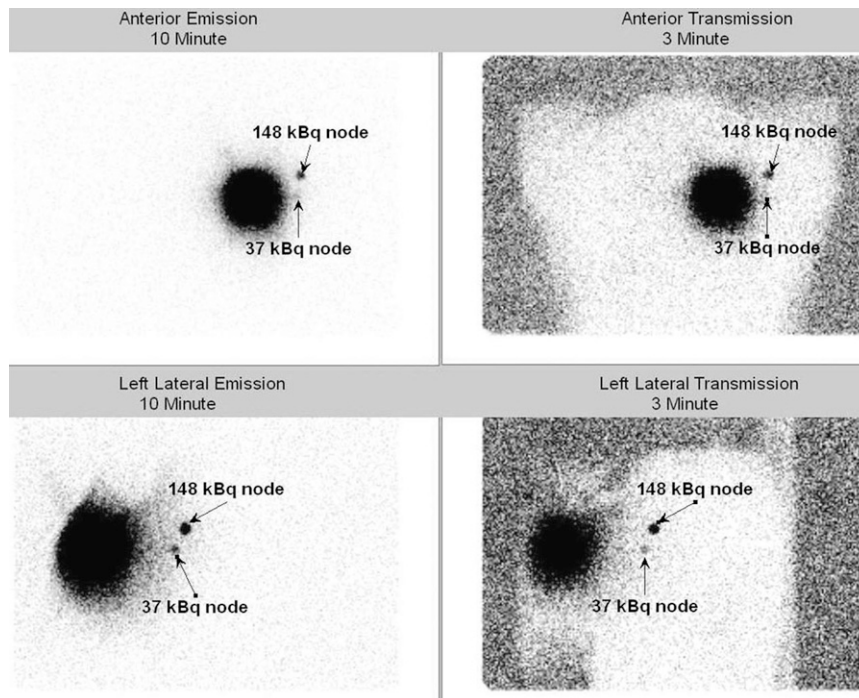 Anterior Emission
10 Minute
148 kBq node
37 kBq node
Anterior Transmission
3 Minute
148 kBq node
37 kBq node
Left Lateral Emission
10 Minute
148 kBq node
37 kBq node
Left Lateral Transmission
3 Minute
148 kBq node
37 kBq node